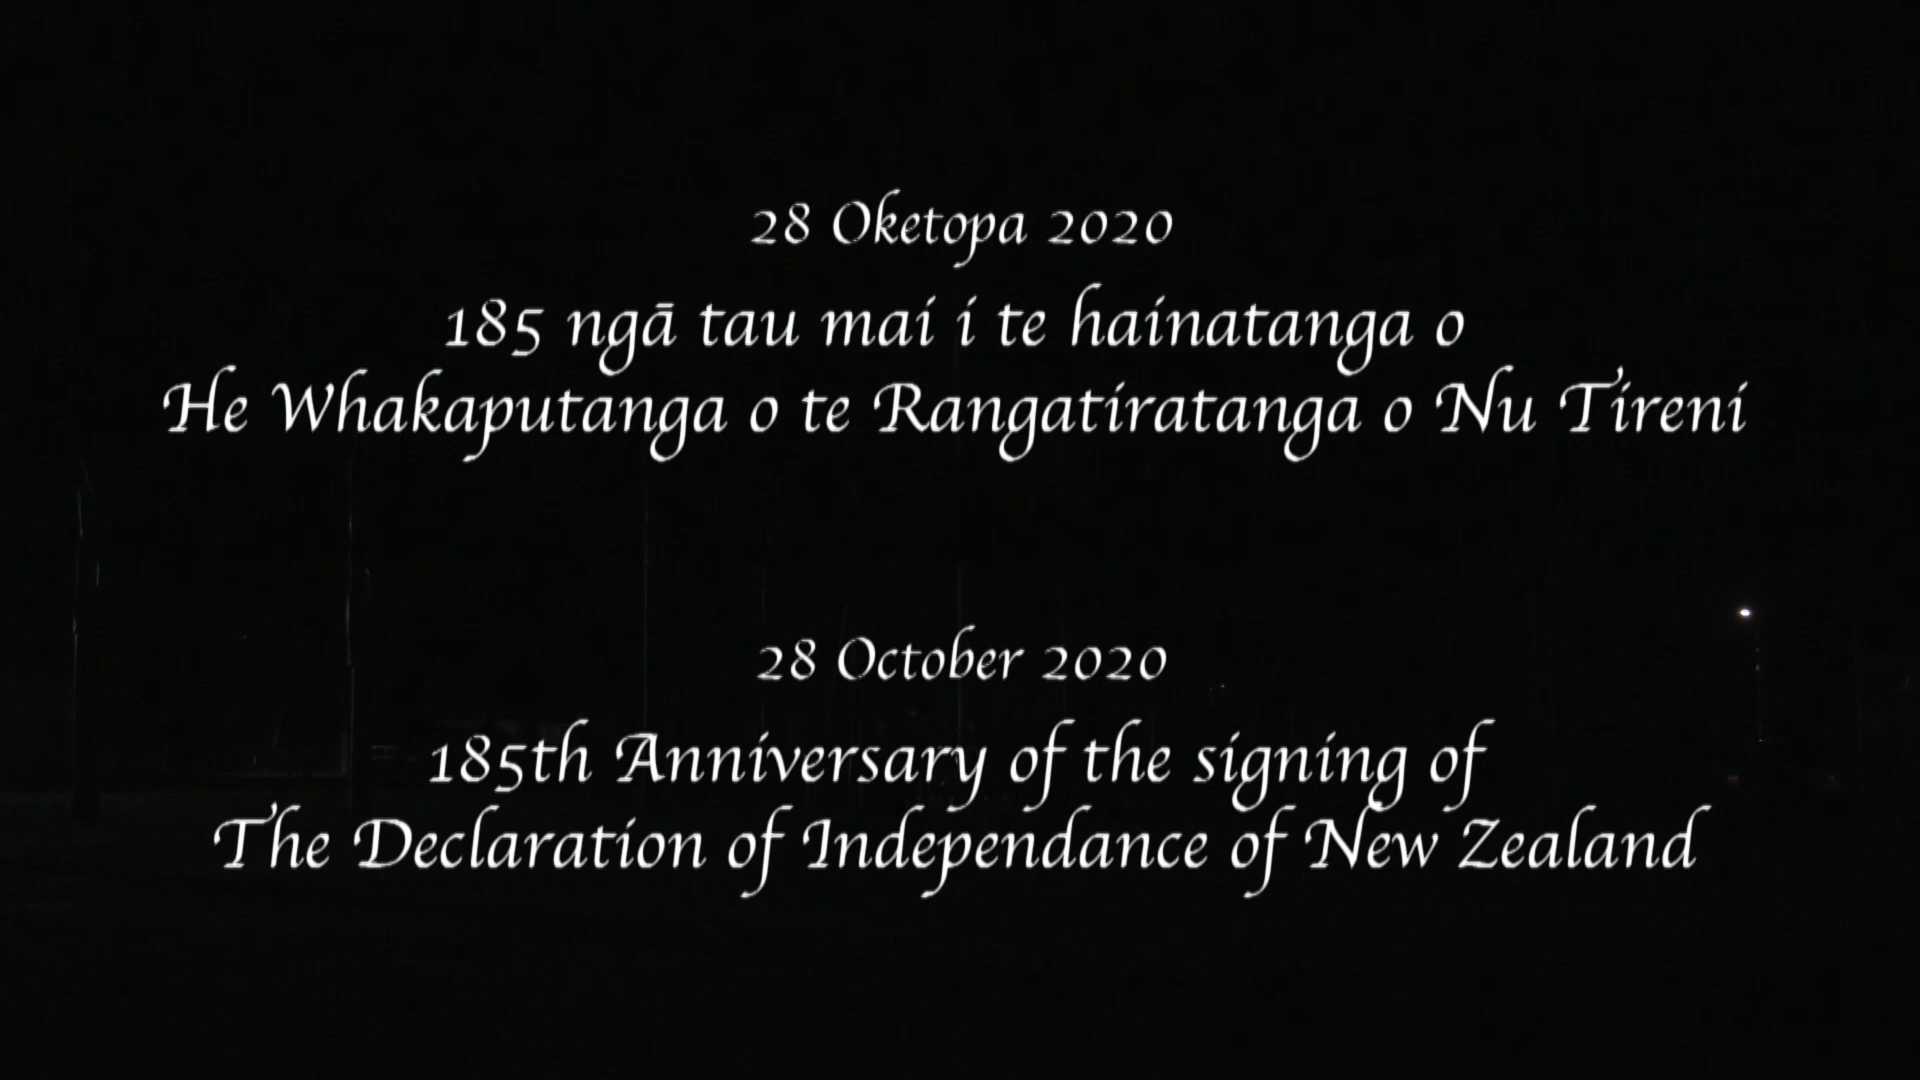 28 Oketopa 2020
185 ngā tau mai i te hainatanga o
He Whakaputanga o te Rangatiratanga o Nu Tireni
28 October 2020
185th Anniversary of the signing of
The Declaration of Independance of New Zealand